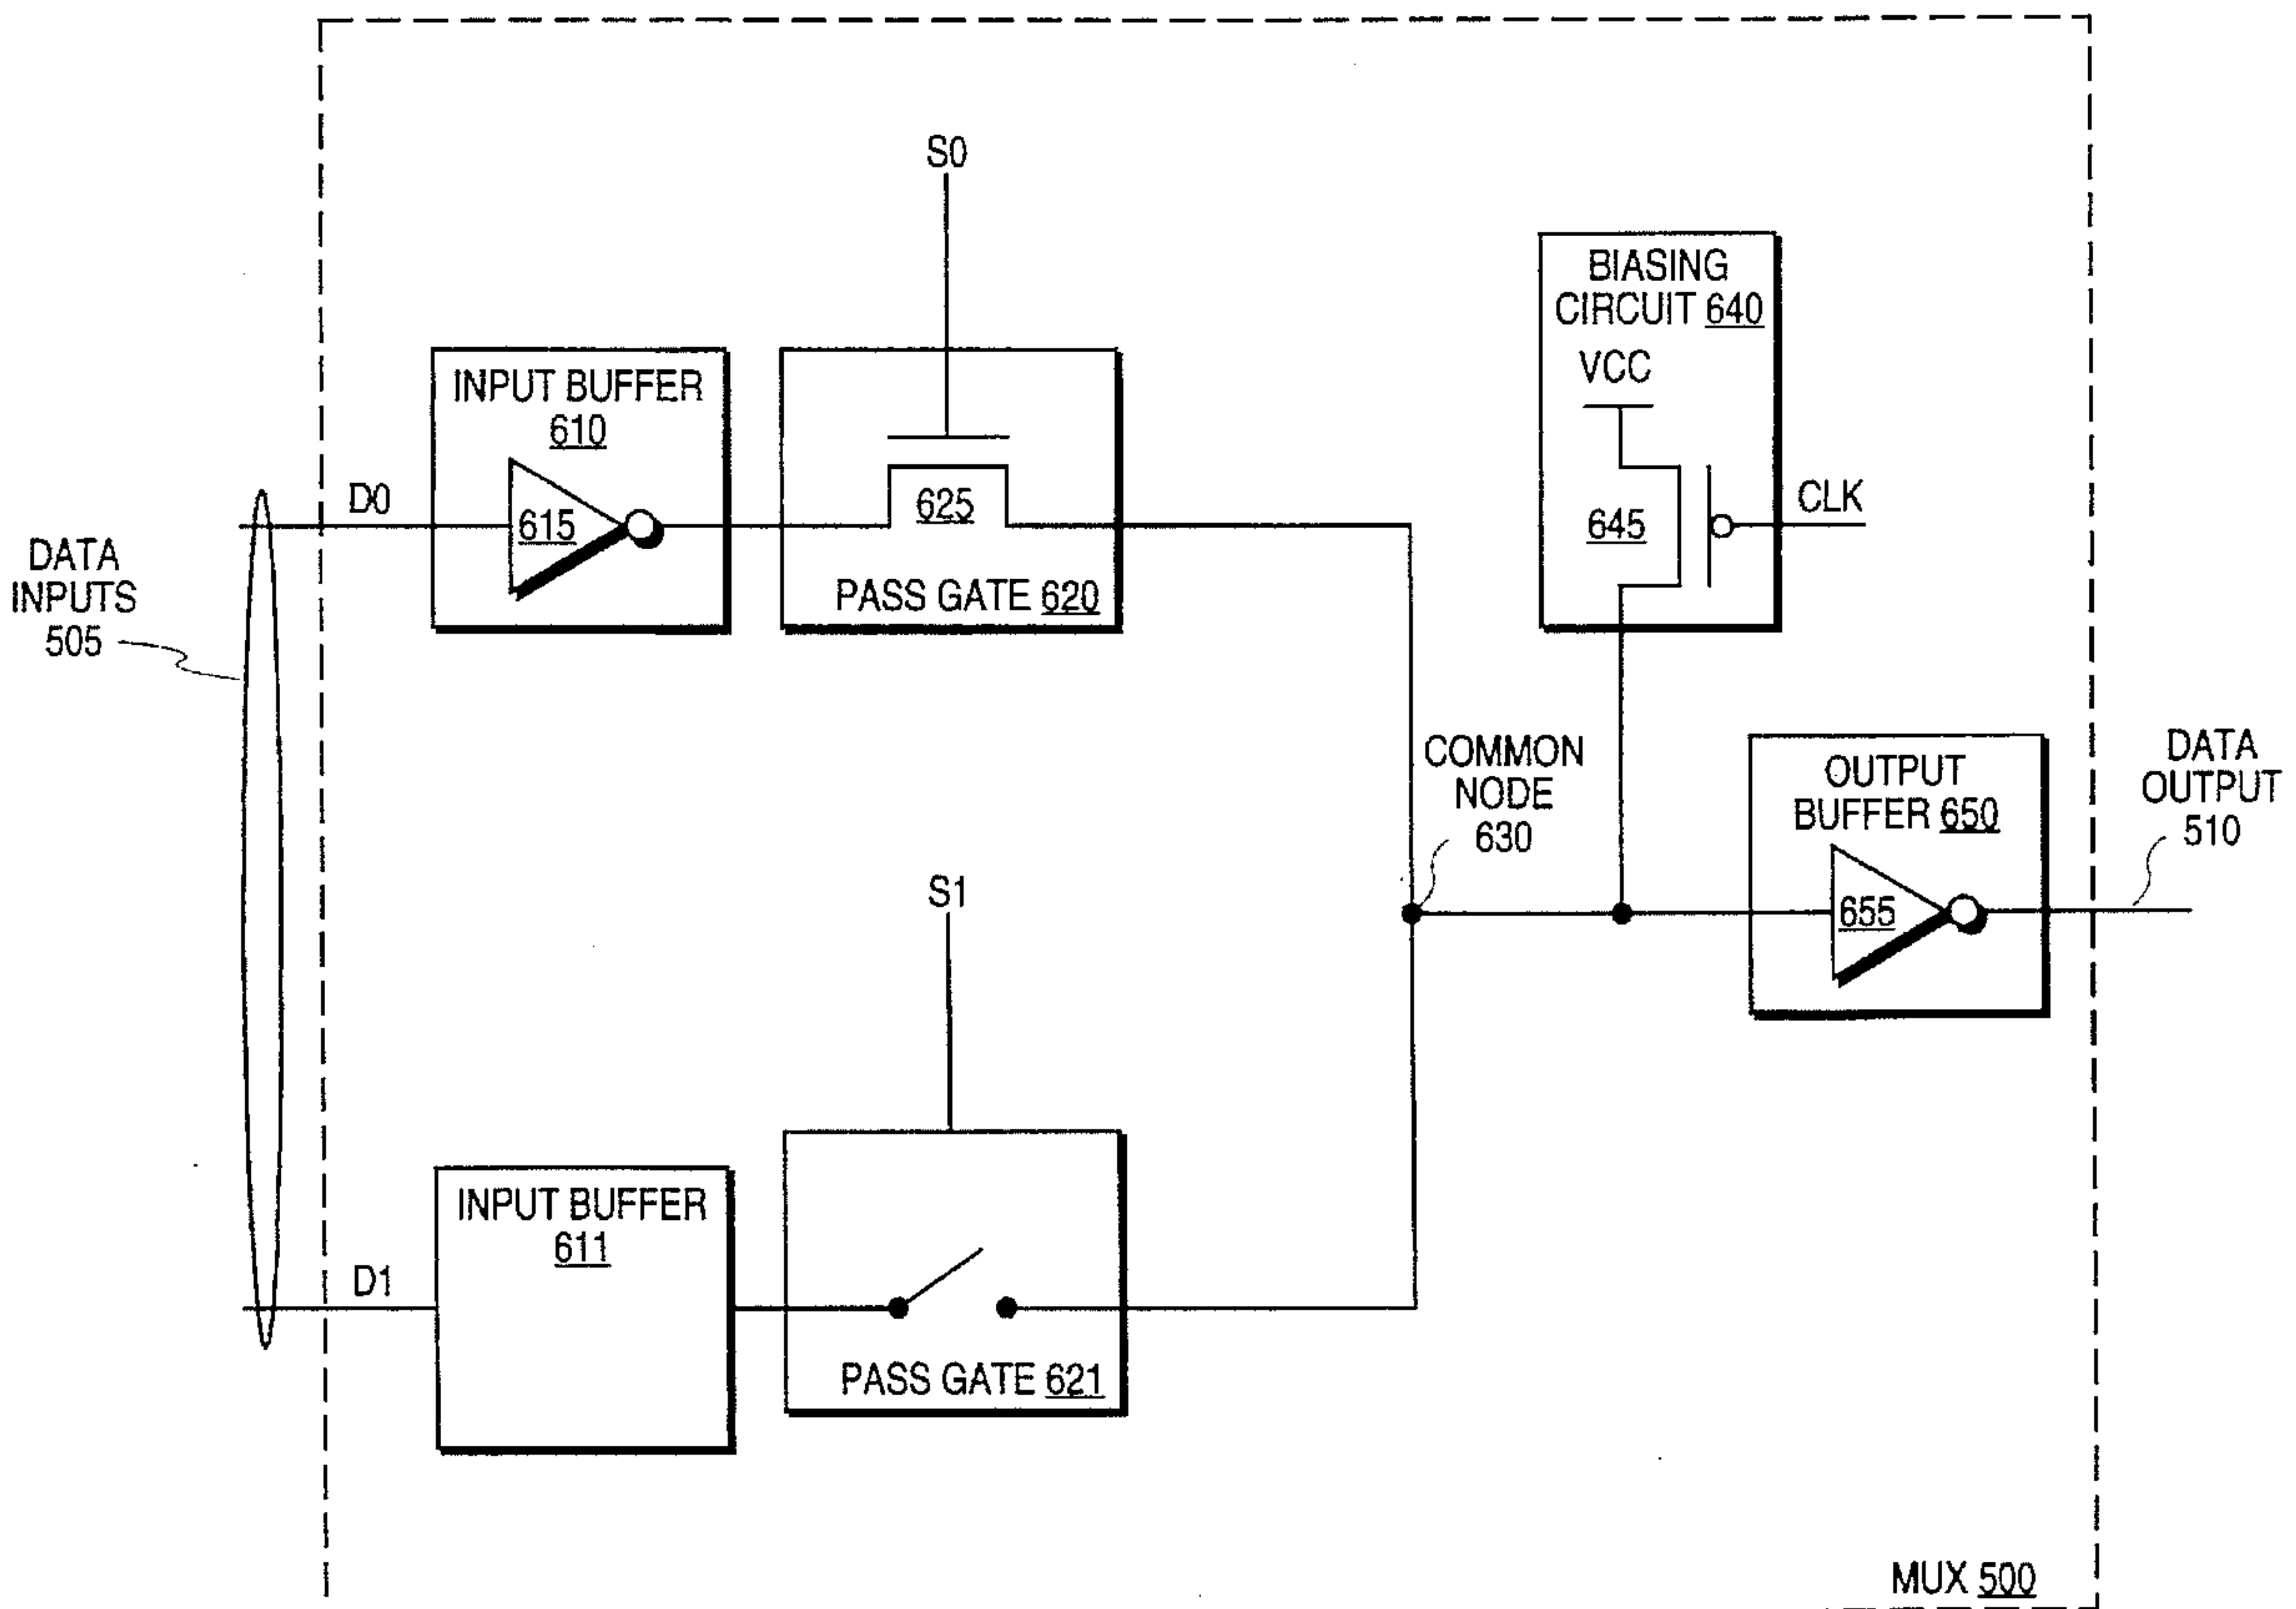 S0
BIASING
CIRCUIT 640
VCC
CLK
645
INPUT BUFFER
610
D0
615
625
PASS GATE 620
DATA
INPUTS
505
COMMON
NODE
630
OUTPUT
BUFFER 650
655
DATA
OUTPUT
510
S1
INPUT BUFFER
611
D1
PASS GATE 621
MUX 500